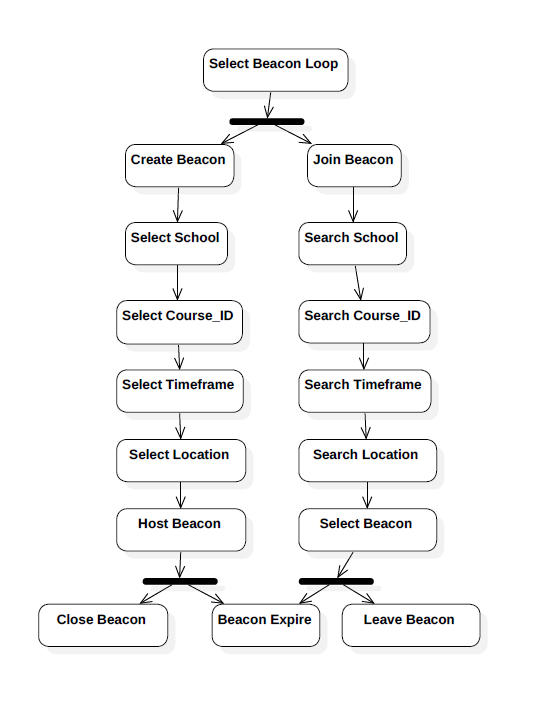 Select Beacon Loop
Create Beacon
Join Beacon
Select School
Search School
Select Course_ID
Search Course_ID
Select Timeframe
Search Timeframe
Select Location
Search Location
Host Beacon
Select Beacon
Close Beacon
Beacon Expire
Leave Beacon